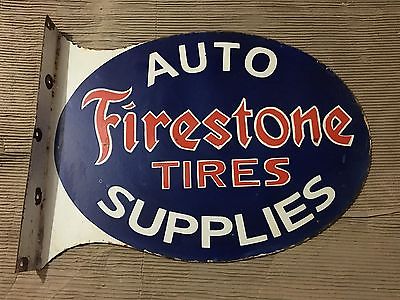 AUTO
Firestone
TIRES
SUPPLIES